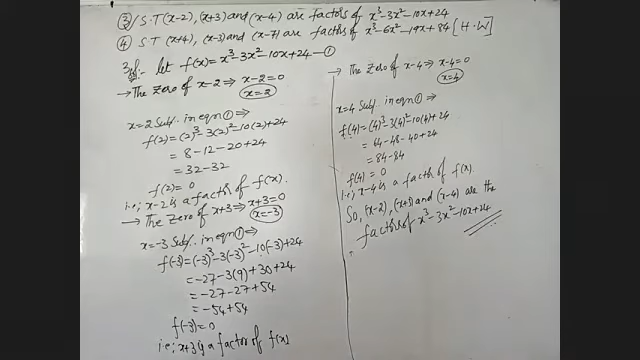 ③ S.T (x-2), (x+3) and (x-4) are factors of x³-3x²-10x+24
④ S.T (x+4), (x-3) and (x-7) are factors of x³-6x²-19x+84 [H.W]
3 Sol:- let f(x) = x³-3x²-10x+24 -①
→ The zero of x-2 ⇒ x-2=0
x=2
x=2 Sub/. in eqn ① ⇒
f(2) = (2)³-3(2)²-10(2)+24
= 8-12-20+24
= 32-32
f(2) = 0
i.e; x-2 is a factor of f(x).
→ The zero of x+3 ⇒ x+3=0
x=-3
x=-3 Sub/. in eqn ① ⇒
f(-3) = (-3)³-3(-3)²-10(-3)+24
= -27-3(9)+30+24
= -27-27+54
= -54+54
f(-3)=0
i.e; x+3 is a factor of f(x)
→ The zero of x-4 ⇒ x-4=0
x=4
x=4 Sub/. in eqn ① ⇒
f(4) = (4)³-3(4)²-10(4)+24
= 64-48-40+24
= 84-84
f(4) = 0
i.e; x-4 is a factor of f(x)
So, (x-2), (x+3) and (x-4) are the
factors of x³-3x²-10x+24